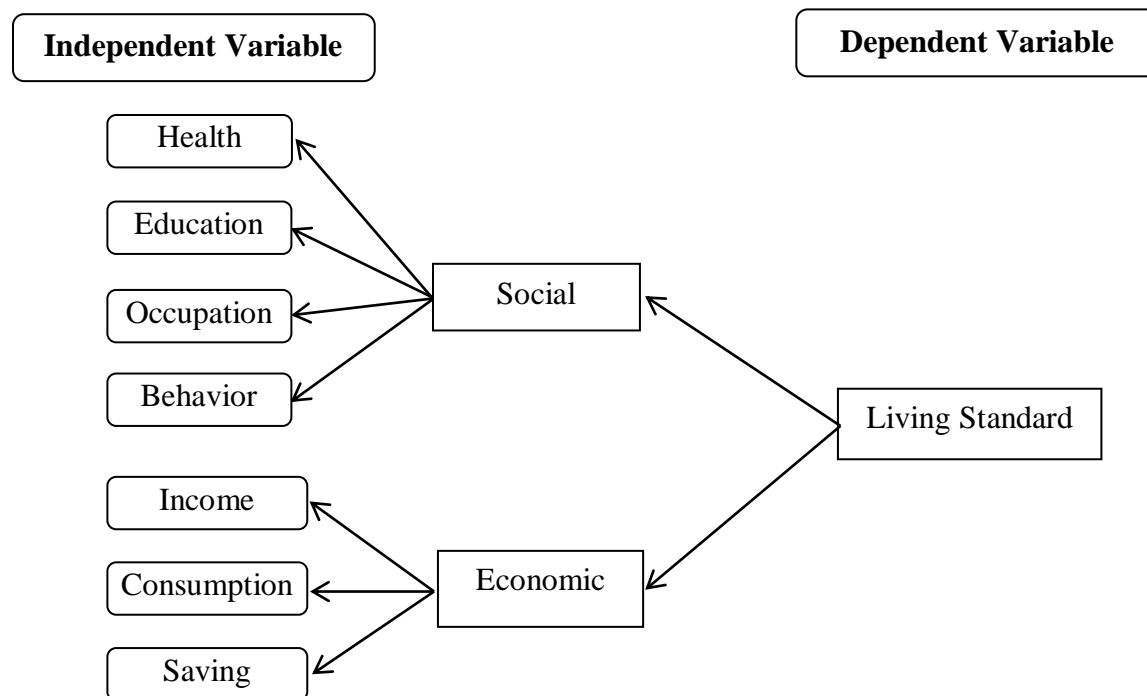 Independent Variable
Dependent Variable
Health
Education
Social
Occupation
Behavior
Living Standard
Income
Consumption
Economic
Saving